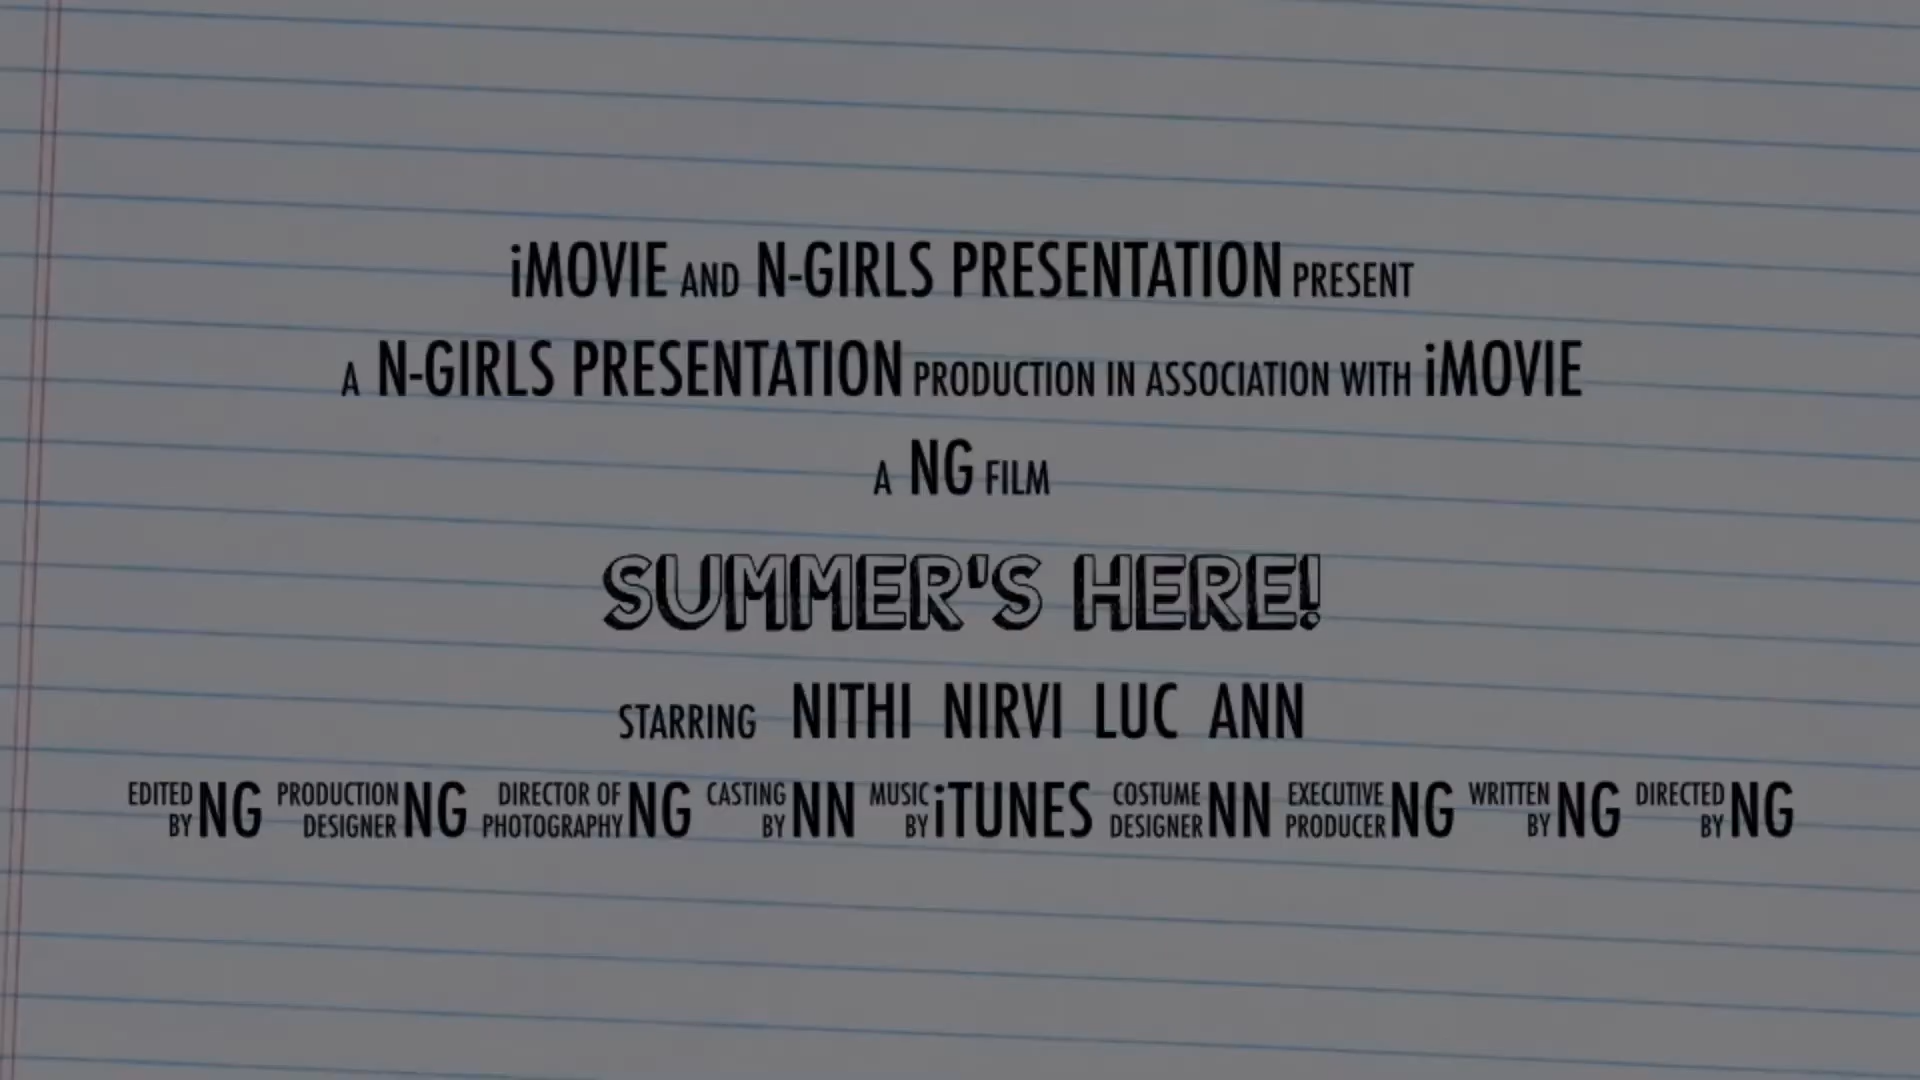 iMOVIE AND N-GIRLS PRESENTATION PRESENT
A N-GIRLS PRESENTATION PRODUCTION IN ASSOCIATION WITH iMOVIE
A NG FILM
SUMMER'S HERE!
STARRING NITHI NIRVI LUC ANN
EDITED BY NG PRODUCTION DESIGNER NG DIRECTOR OF PHOTOGRAPHY NG CASTING BY NN MUSIC BY iTUNES COSTUME DESIGNER NN EXECUTIVE PRODUCER NG WRITTEN BY NG DIRECTED BY NG